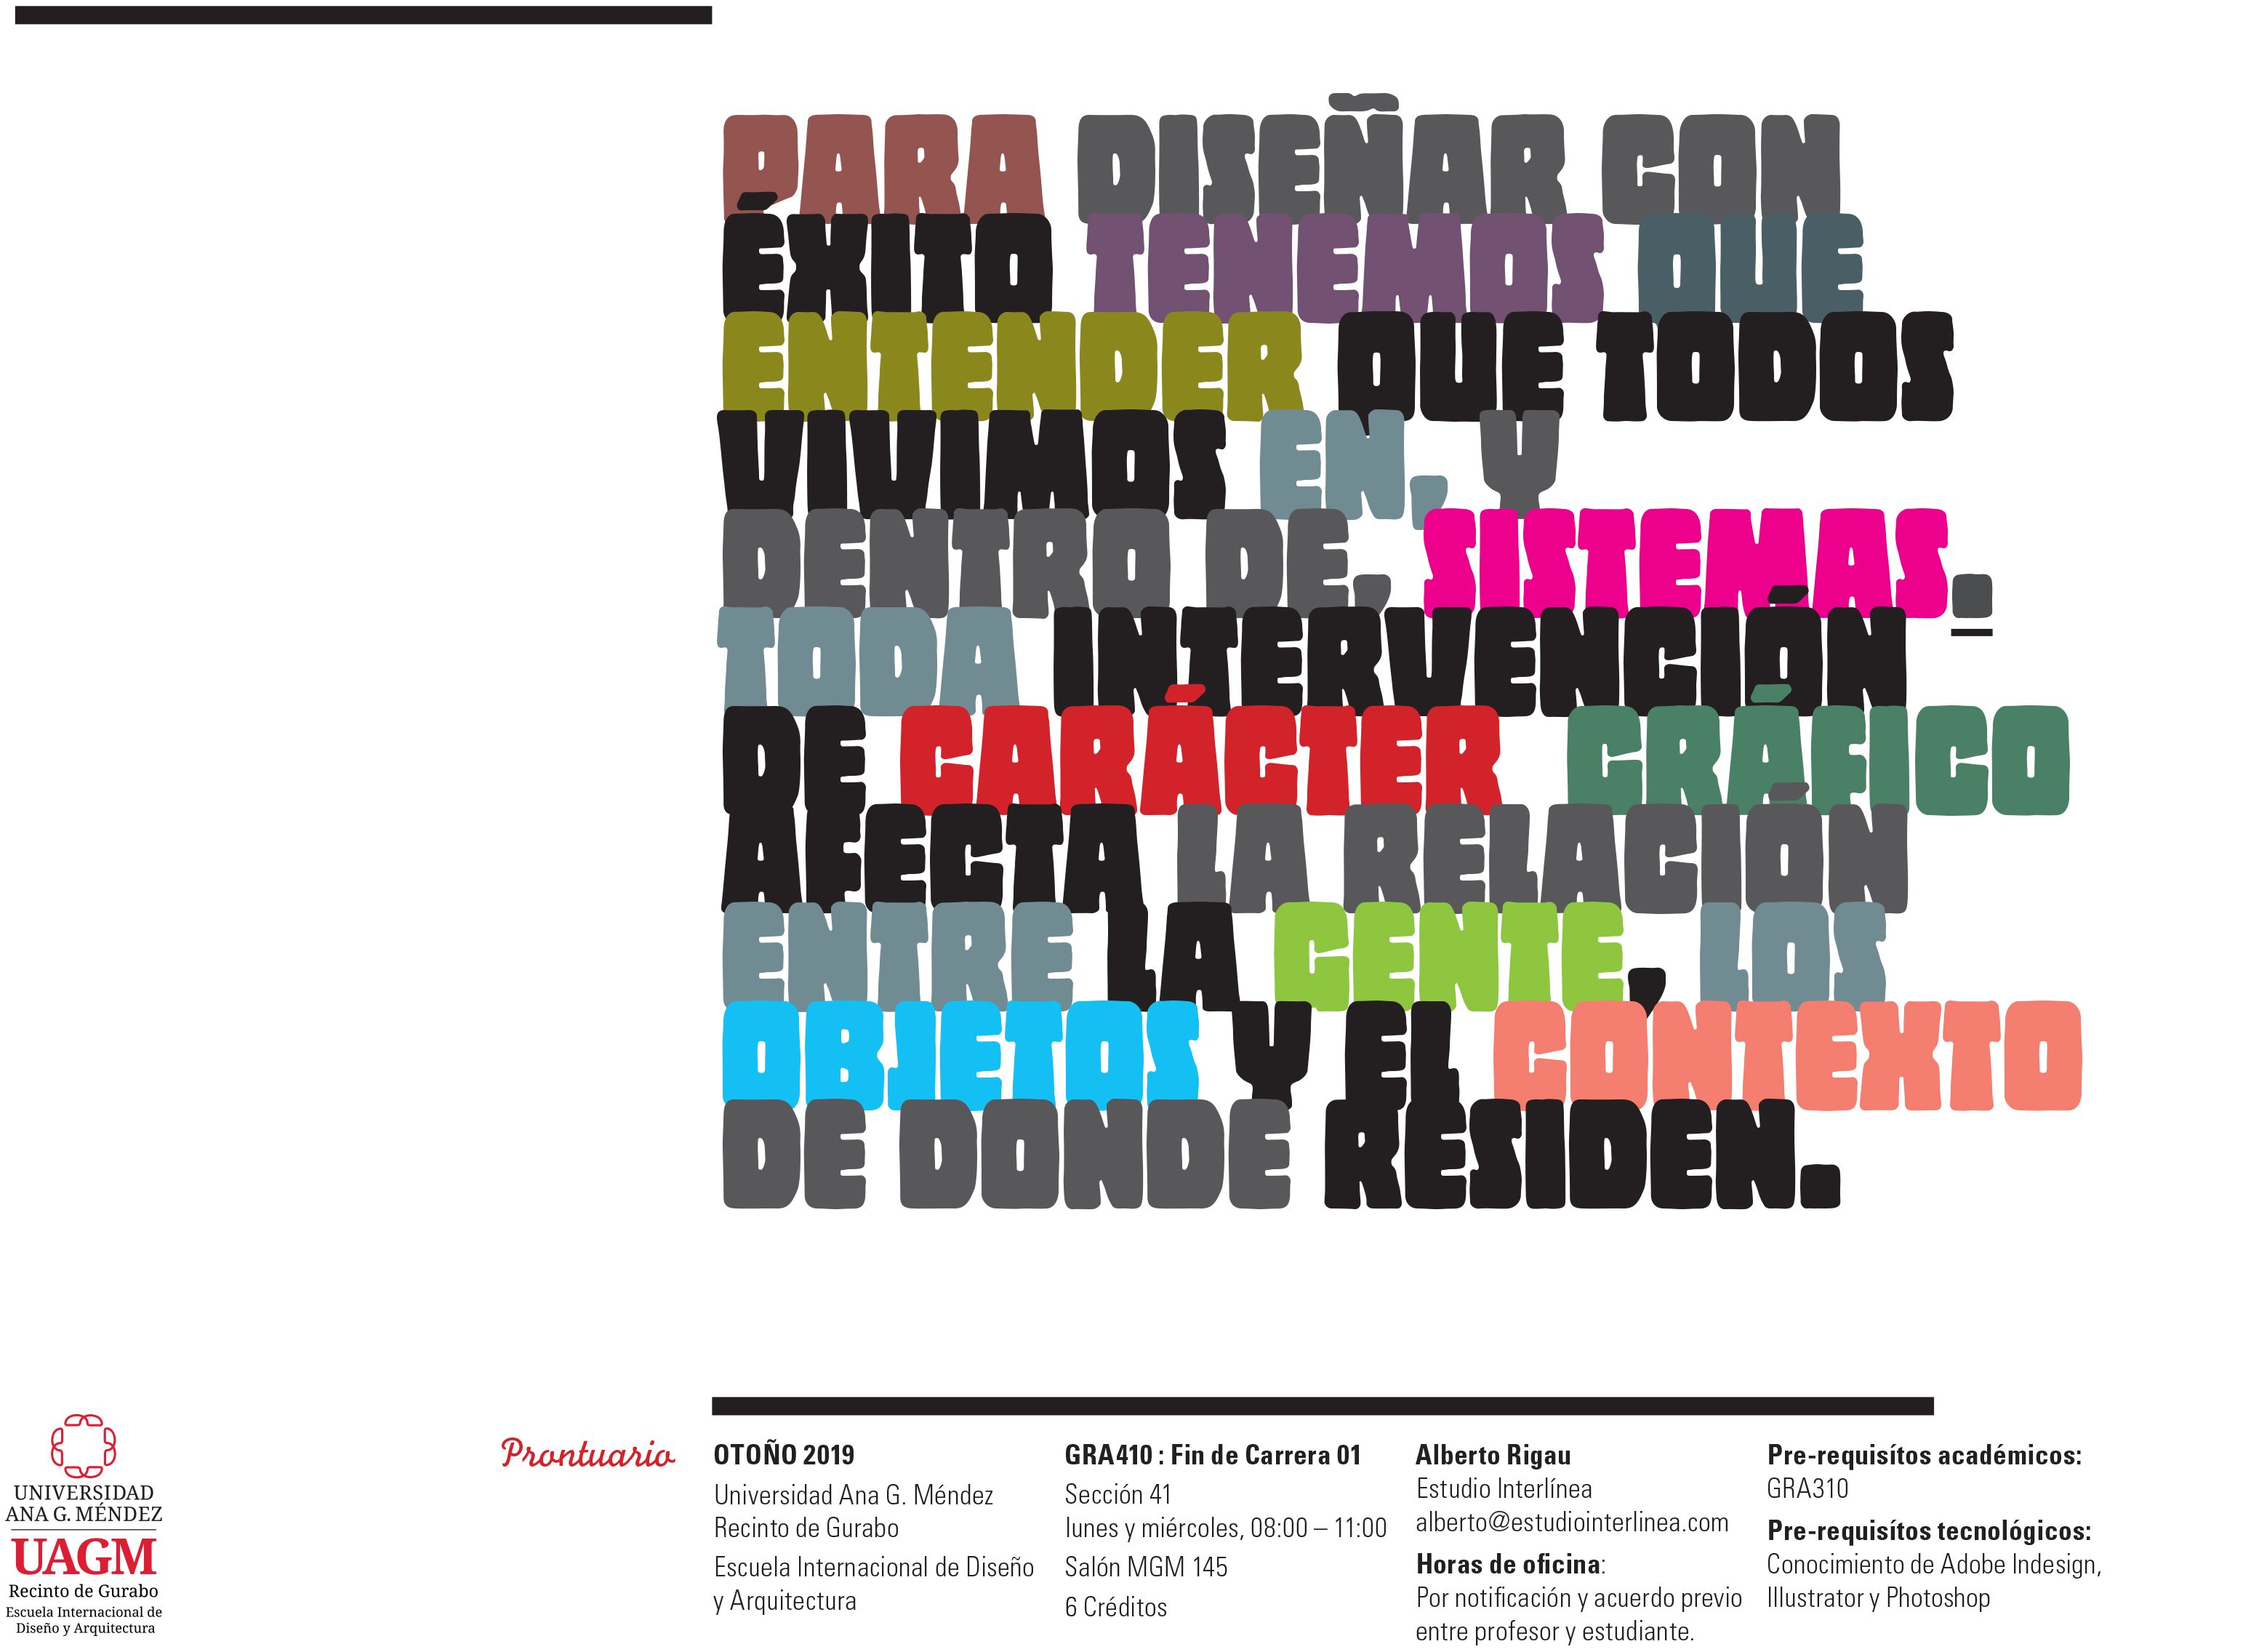 PARA DISEÑAR CON
ÉXITO TENEMOS QUE
ENTENDER QUE TODOS
VIVIMOS EN, Y
DENTRO DE, SISTEMAS.
TODA INTERVENCIÓN
DE CARÁCTER GRÁFICO
AFECTA LA RELACIÓN
ENTRE LA GENTE, LOS
OBJETOS Y EL CONTEXTO
DE DONDE RESIDEN.
UNIVERSIDAD
ANA G. MÉNDEZ
UAGM
Recinto de Gurabo
Escuela Internacional de
Diseño y Arquitectura
Prontuario
OTOÑO 2019
Universidad Ana G. Méndez
Recinto de Gurabo
Escuela Internacional de Diseño
y Arquitectura
GRA410 : Fin de Carrera 01
Sección 41
lunes y miércoles, 08:00 – 11:00
Salón MGM 145
6 Créditos
Alberto Rigau
Estudio Interlínea
alberto@estudiointerlinea.com
Horas de oficina:
Por notificación y acuerdo previo
entre profesor y estudiante.
Pre-requisítos académicos:
GRA310
Pre-requisítos tecnológicos:
Conocimiento de Adobe Indesign,
Illustrator y Photoshop